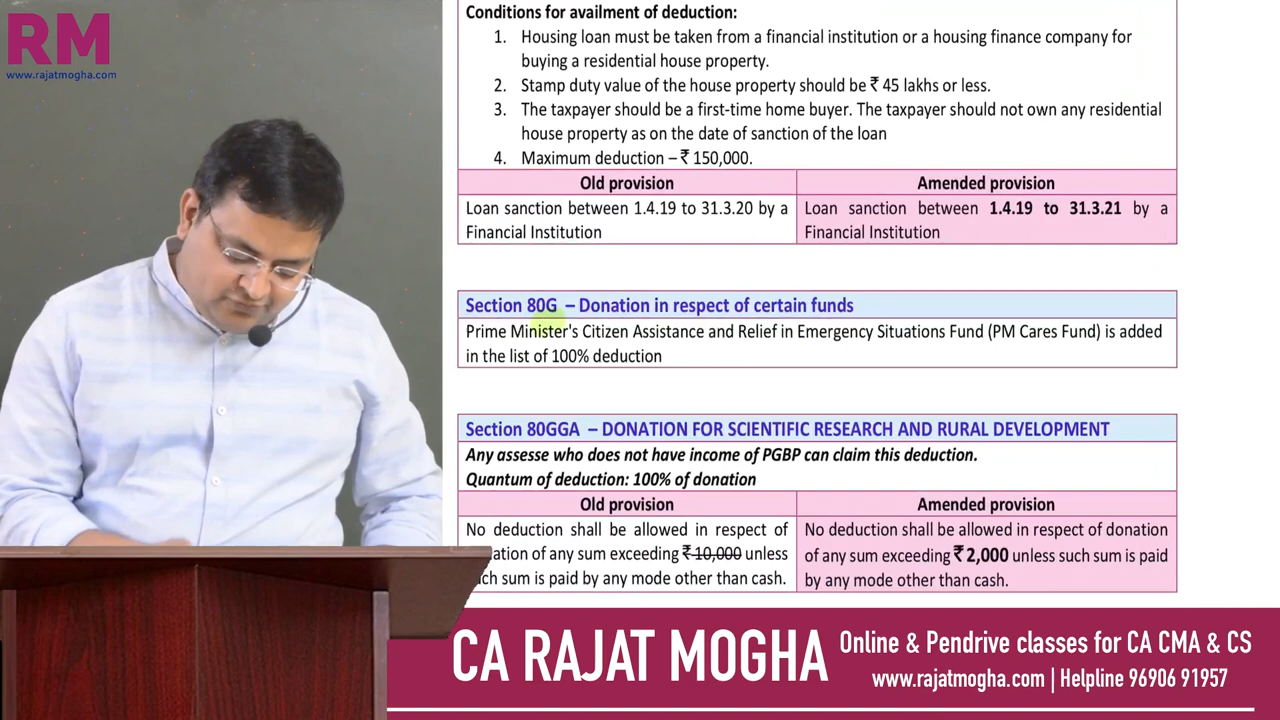 RM
www.rajatmogha.com
Conditions for availment of deduction:
1. Housing loan must be taken from a financial institution or a housing finance company for
buying a residential house property.
2. Stamp duty value of the house property should be ₹ 45 lakhs or less.
3. The taxpayer should be a first-time home buyer. The taxpayer should not own any residential
house property as on the date of sanction of the loan
4. Maximum deduction – ₹ 150,000.
Old provision
Loan sanction between 1.4.19 to 31.3.20 by a
Financial Institution
Amended provision
Loan sanction between 1.4.19 to 31.3.21 by a
Financial Institution
Section 80G – Donation in respect of certain funds
Prime Minister's Citizen Assistance and Relief in Emergency Situations Fund (PM Cares Fund) is added
in the list of 100% deduction
Section 80GGA – DONATION FOR SCIENTIFIC RESEARCH AND RURAL DEVELOPMENT
Any assesse who does not have income of PGBP can claim this deduction.
Quantum of deduction: 100% of donation
Old provision
No deduction shall be allowed in respect of
ation of any sum exceeding ₹ 10,000 unless
ch sum is paid by any mode other than cash.
Amended provision
No deduction shall be allowed in respect of donation
of any sum exceeding ₹ 2,000 unless such sum is paid
by any mode other than cash.
CA RAJAT MOGHA
Online & Pendrive classes for CA CMA & CS
www.rajatmogha.com | Helpline 96906 91957